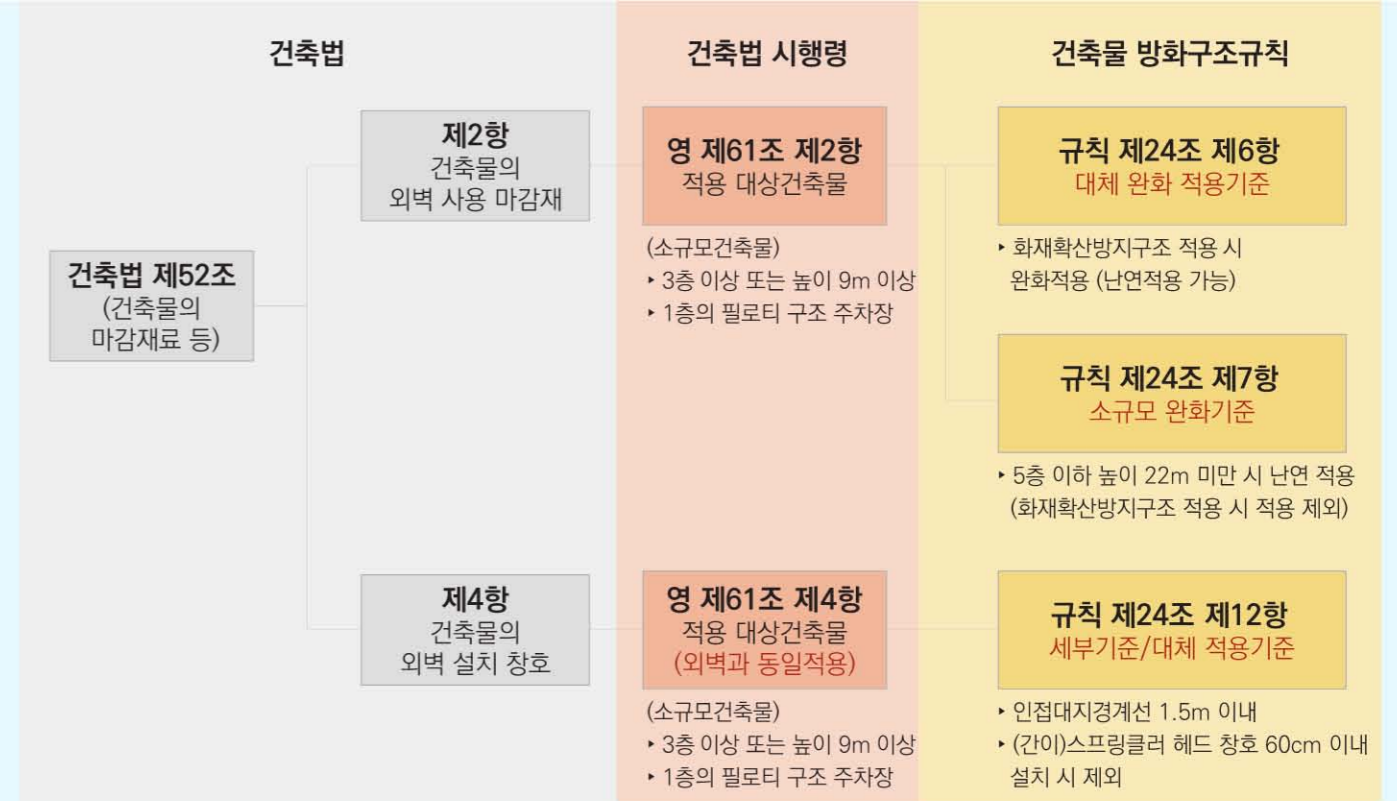 건축법
건축법 시행령
건축물 방화구조규칙
건축법 제52조
(건축물의
마감재료 등)
제2항
건축물의
외벽 사용 마감재
영 제61조 제2항
적용 대상건축물
(소규모건축물)
‣ 3층 이상 또는 높이 9m 이상
‣ 1층의 필로티 구조 주차장
규칙 제24조 제6항
대체 완화 적용기준
‣ 화재확산방지구조 적용 시
완화적용 (난연적용 가능)
규칙 제24조 제7항
소규모 완화기준
‣ 5층 이하 높이 22m 미만 시 난연 적용
(화재확산방지구조 적용 시 적용 제외)
제4항
건축물의
외벽 설치 창호
영 제61조 제4항
적용 대상건축물
(외벽과 동일적용)
(소규모건축물)
‣ 3층 이상 또는 높이 9m 이상
‣ 1층의 필로티 구조 주차장
규칙 제24조 제12항
세부기준/대체 적용기준
‣ 인접대지경계선 1.5m 이내
‣ (간이)스프링클러 헤드 창호 60cm 이내
설치 시 제외